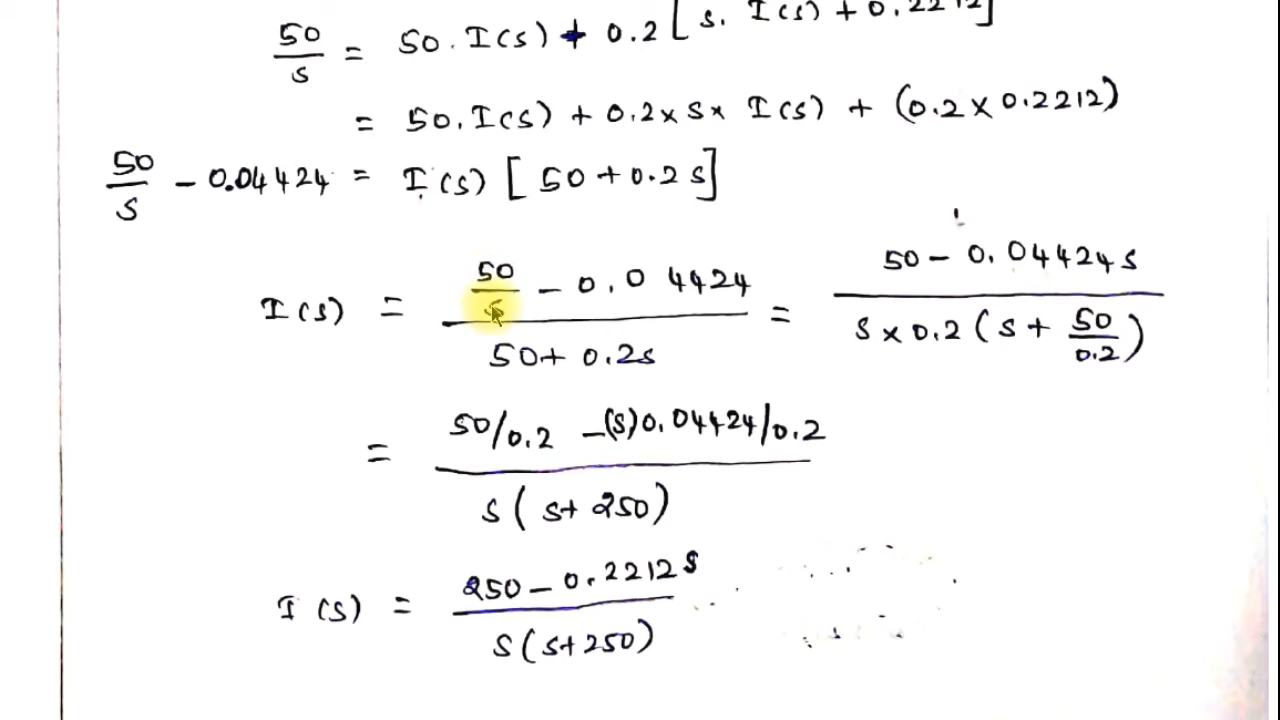 50/s = 50. I(s) + 0.2 [ s. I(s) + 0.2212]
= 50. I(s) + 0.2 x s x I(s) + (0.2 x 0.2212)
50/s - 0.04424 = I(s) [ 50 + 0.2 s]
I(s) = (50/s - 0.04424)/(50+ 0.2s) = (50 - 0.04424s)/(s x 0.2 ( s + 50/0.2 ))
= (50/0.2 -(s)0.04424/0.2)/(s ( s+ 250))
I(s) = (250 - 0.2212 s)/(s(s+250))